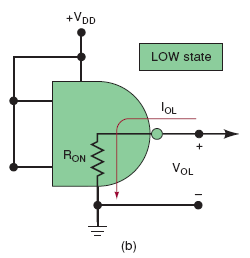 +VDD
LOW state
IOL
RON
+
VOL
–
(b)